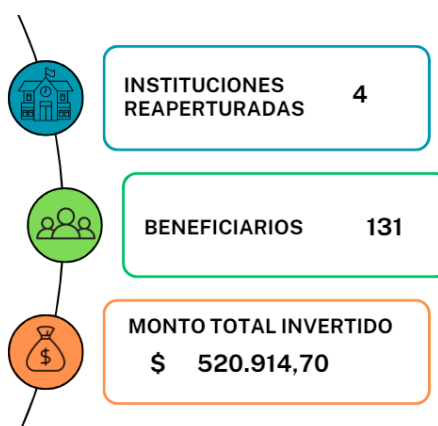 INSTITUCIONES
REAPERTURADAS 4
BENEFICIARIOS 131
MONTO TOTAL INVERTIDO
$ 520.914,70
$